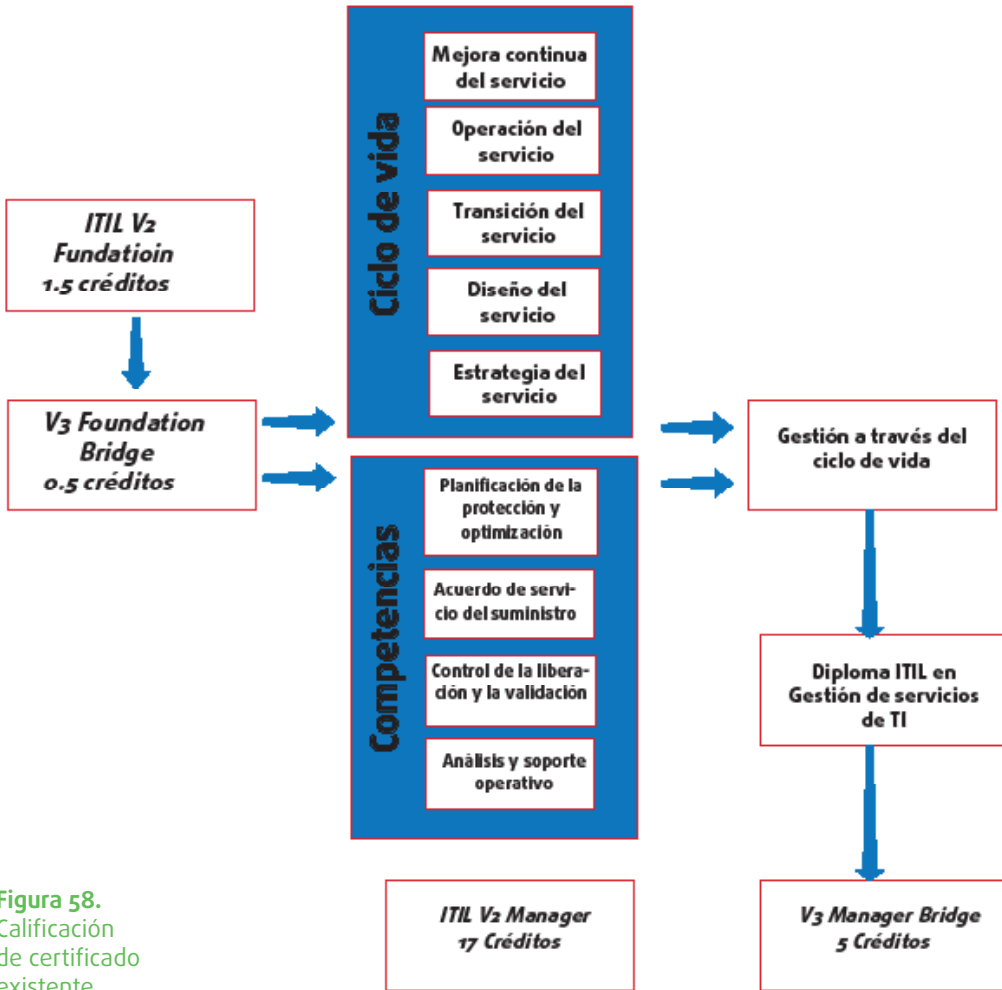 ITIL V2
Fundatioin
1.5 créditos
V3 Foundation
Bridge
0.5 créditos
Ciclo de vida
Mejora continua
del servicio
Operación del
servicio
Transición del
servicio
Diseño del
servicio
Estrategia del
servicio
Competencias
Planificación de la
protección y
optimización
Acuerdo de servi-
cio del suministro
Control de la libera-
ción y la validación
Análisis y soporte
operativo
Gestión a través del
ciclo de vida
Diploma ITIL en
Gestión de servicios
de TI
ITIL V2 Manager
17 Créditos
V3 Manager Bridge
5 Créditos
Figura 58.
Calificación
de certificado
existente